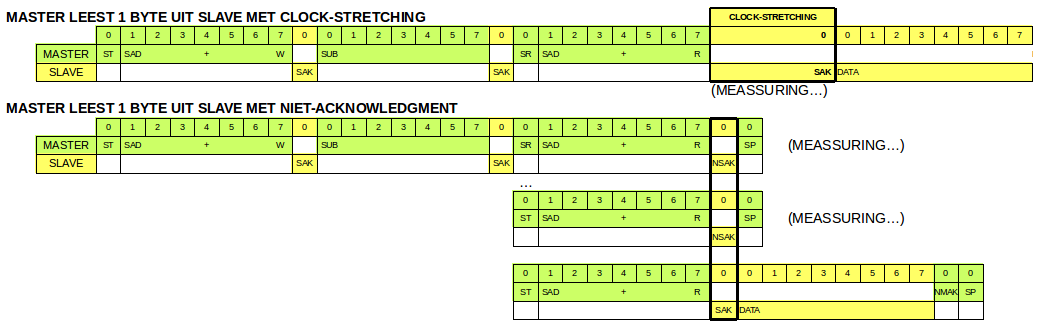 MASTER LEEST 1 BYTE UIT SLAVE MET CLOCK-STRETCHING
CLOCK-STRETCHING
0 1 2 3 4 5 6 7 0 0 1 2 3 4 5 6 7 0 0 1 2 3 4 5 6 7 0 0 1 2 3 4 5 6 7
MASTER ST SAD + W SUB SR SAD + R
SLAVE SAK SAK SAK DATA
(MEASSURING...)
MASTER LEEST 1 BYTE UIT SLAVE MET NIET-ACKNOWLEDGMENT
0 1 2 3 4 5 6 7 0 0 1 2 3 4 5 6 7 0 0 1 2 3 4 5 6 7 0 0
MASTER ST SAD + W SUB SR SAD + R SP (MEASSURING...)
SLAVE SAK SAK NSAK
...
0 1 2 3 4 5 6 7 0 0
ST SAD + R SP (MEASSURING...)
NSAK
0 1 2 3 4 5 6 7 0 0 1 2 3 4 5 6 7 0 0
ST SAD + R NMAK SP
SAK DATA